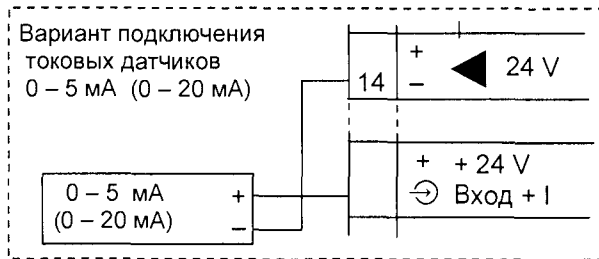 Вариант подключения
токовых датчиков
0 – 5 мА (0 – 20 мА)
+
14 – 24 V
+ + 24 V
Вход + I
0 – 5 мА +
(0 – 20 мА) –